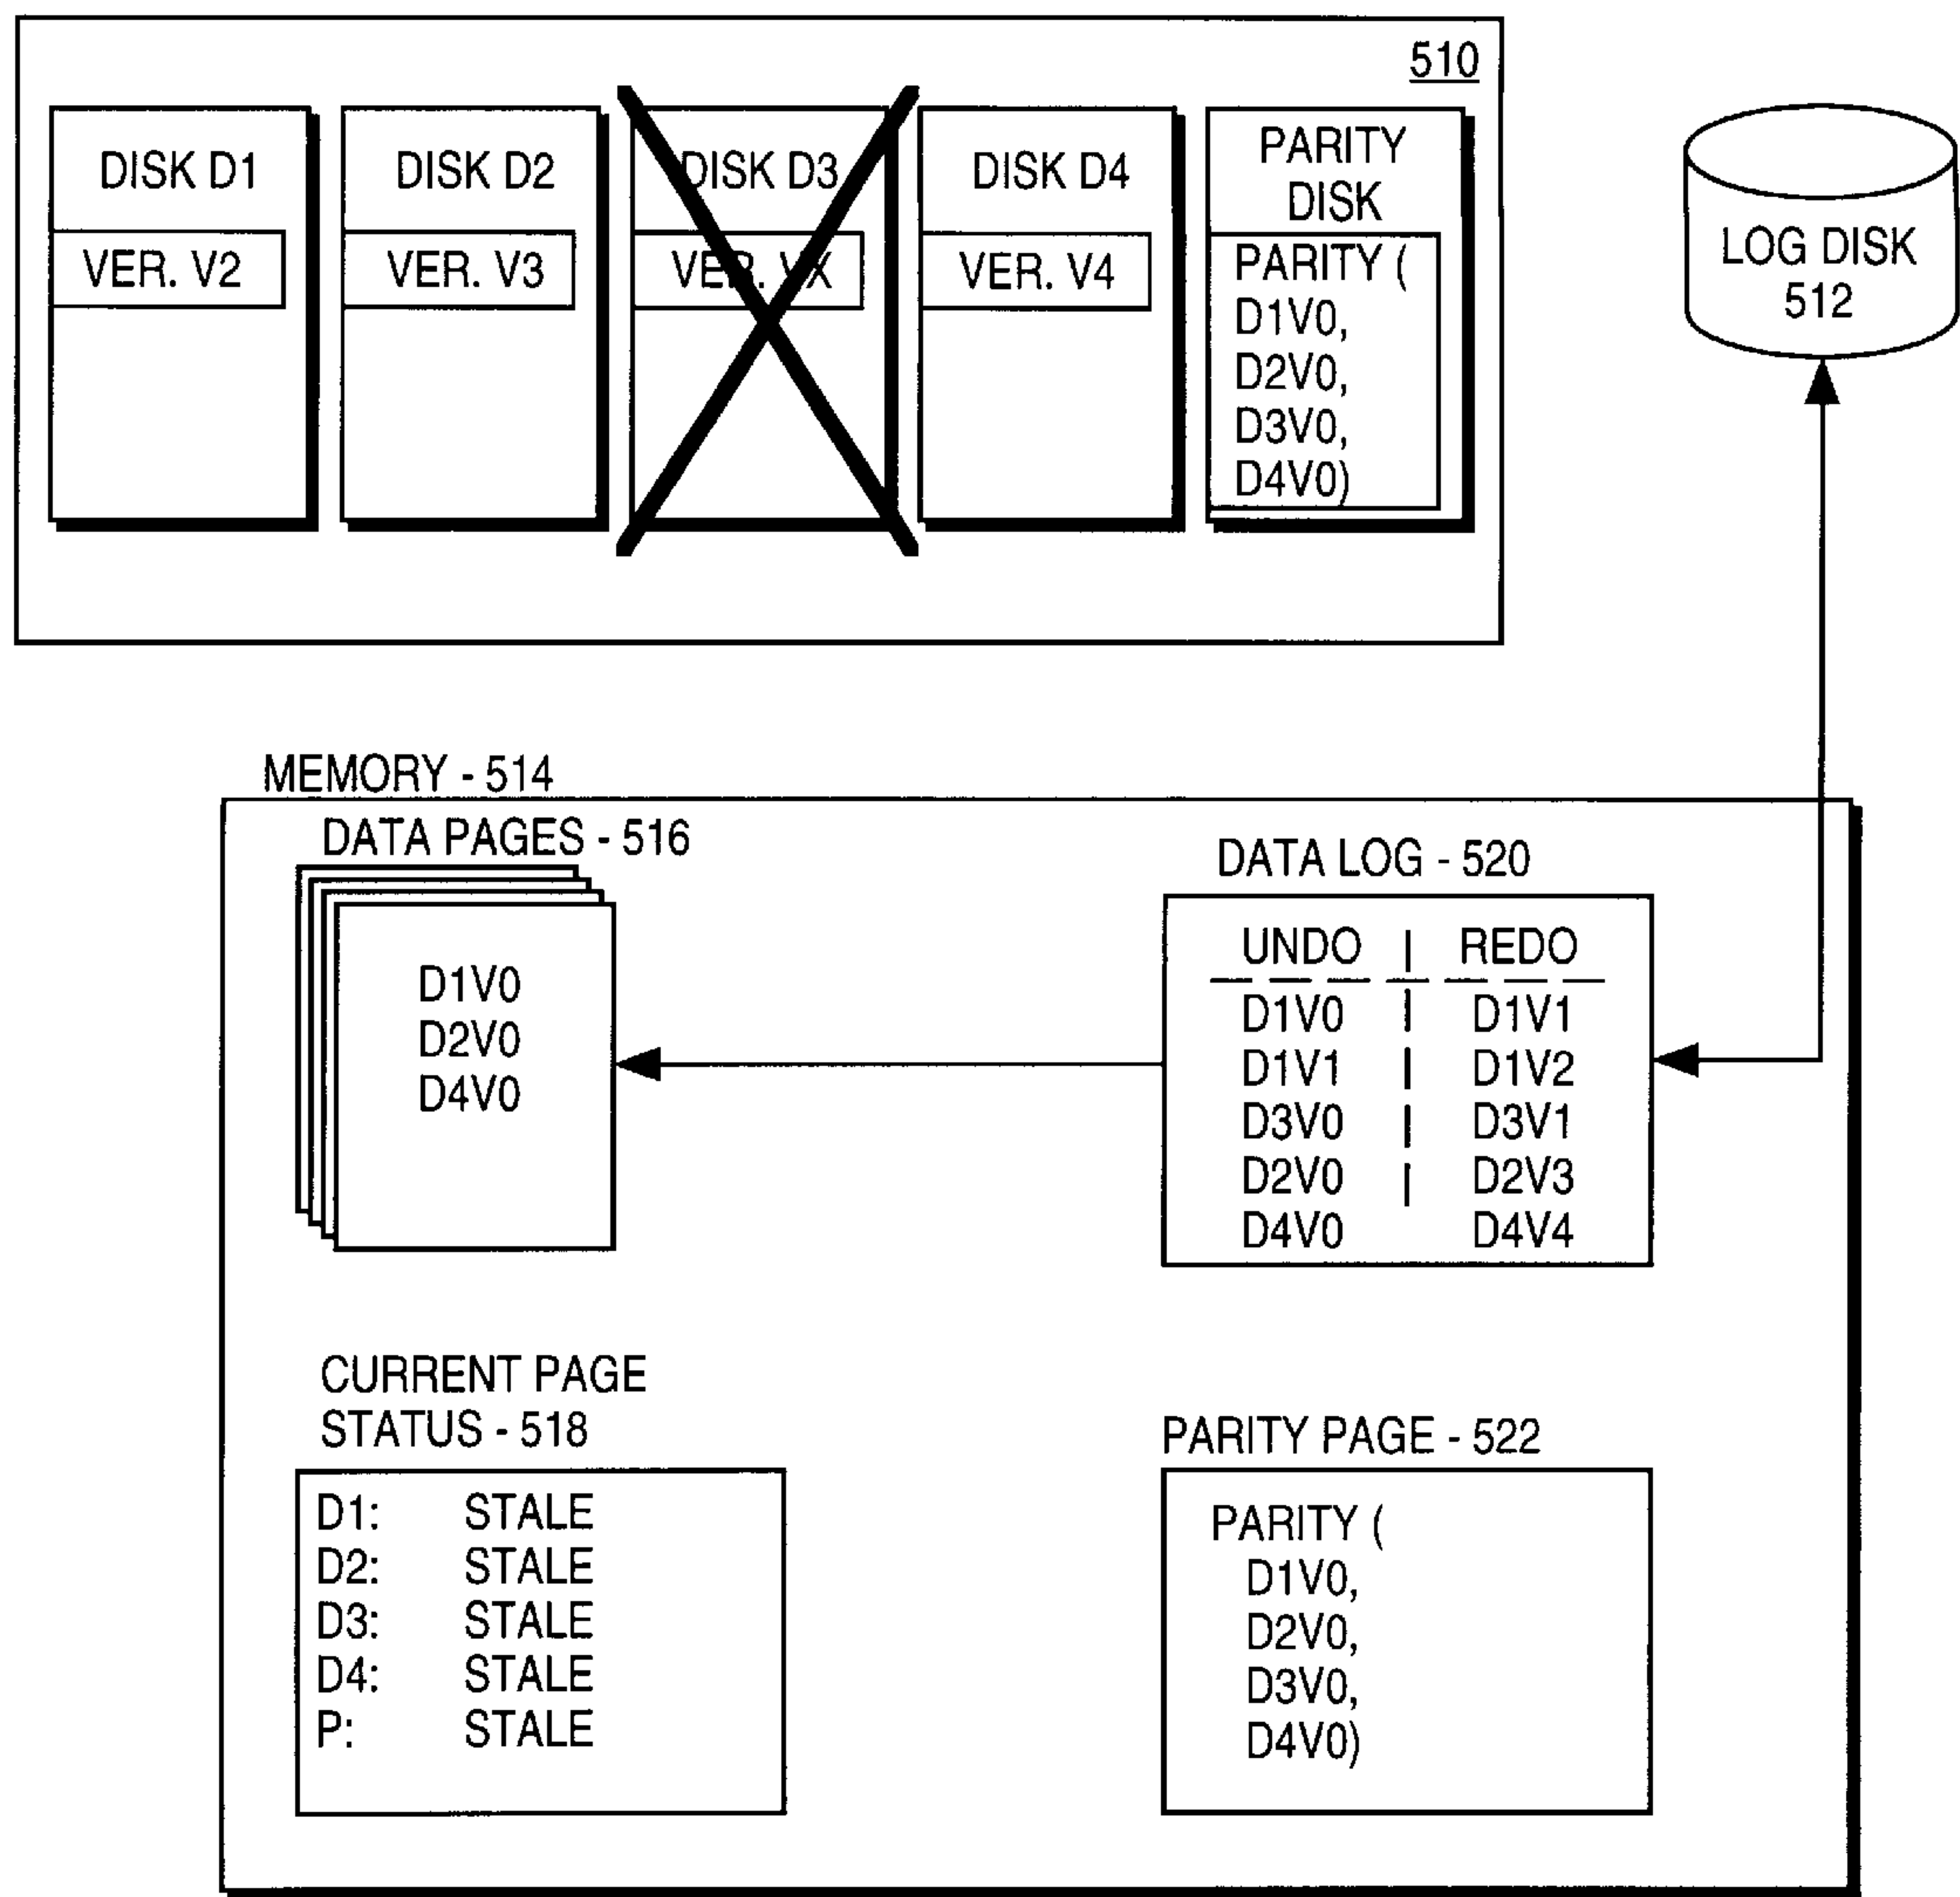 510
DISK D1
VER. V2
DISK D2
VER. V3
DISK D3
VER. VX
DISK D4
VER. V4
PARITY
DISK
PARITY (
D1V0,
D2V0,
D3V0,
D4V0)
LOG DISK
512
MEMORY - 514
DATA PAGES - 516
D1V0
D2V0
D4V0
DATA LOG - 520
UNDO | REDO
D1V0 | D1V1
D1V1 | D1V2
D3V0 | D3V1
D2V0 | D2V3
D4V0 D4V4
CURRENT PAGE
STATUS - 518
D1: STALE
D2: STALE
D3: STALE
D4: STALE
P: STALE
PARITY PAGE - 522
PARITY (
D1V0,
D2V0,
D3V0,
D4V0)